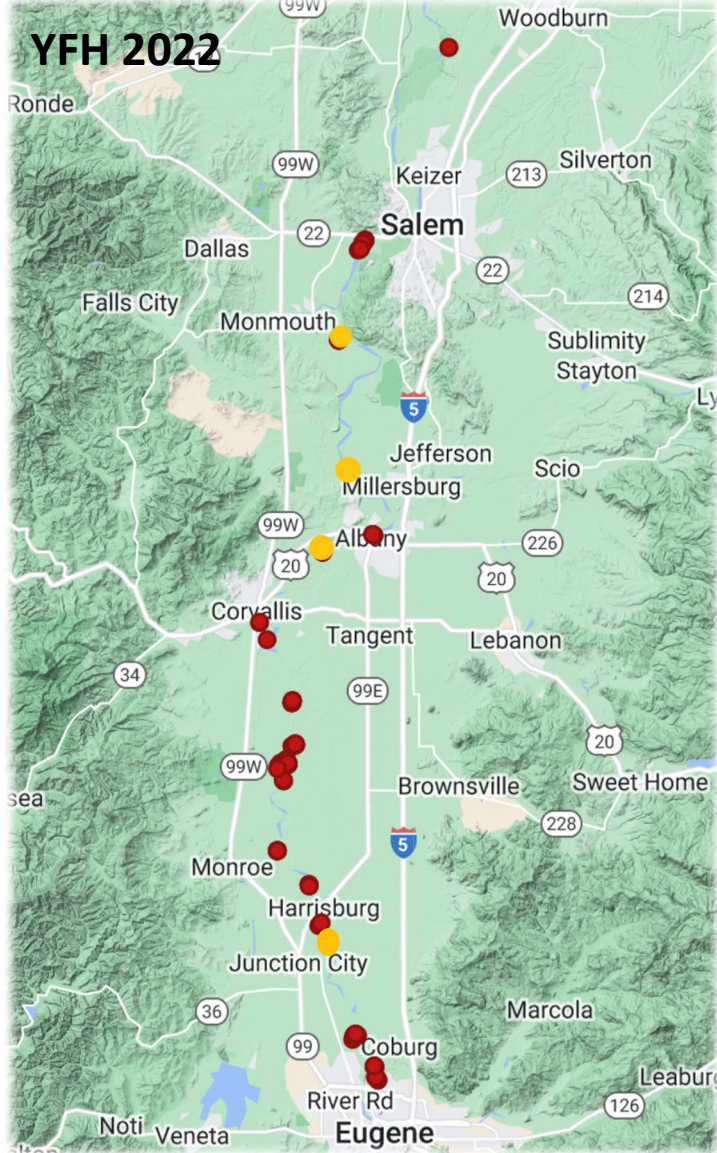 99W
Woodburn
YFH 2022
Ronde
99W
Keizer
213
Silverton
Salem
22
Dallas
22
Falls City
214
Monmouth
Sublimity
Stayton
Ly
5
Jefferson
Scio
Millersburg
99W
Albany
226
20
20
Corvallis
Tangent
Lebanon
34
99E
20
99W
sea
Brownsville
Sweet Home
228
5
Monroe
Harrisburg
Junction City
36
Marcola
99
Coburg
Leaburg
River Rd
126
Noti
Veneta
Eugene